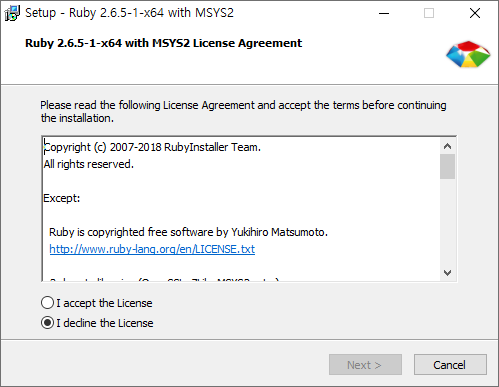 Setup - Ruby 2.6.5-1-x64 with MSYS2
Ruby 2.6.5-1-x64 with MSYS2 License Agreement
Please read the following License Agreement and accept the terms before continuing
the installation.
Copyright (c) 2007-2018 RubyInstaller Team.
All rights reserved.
Except:
Ruby is copyrighted free software by Yukihiro Matsumoto.
http://www.ruby-lang.org/en/LICENSE.txt
I accept the License
I decline the License
Next >
Cancel